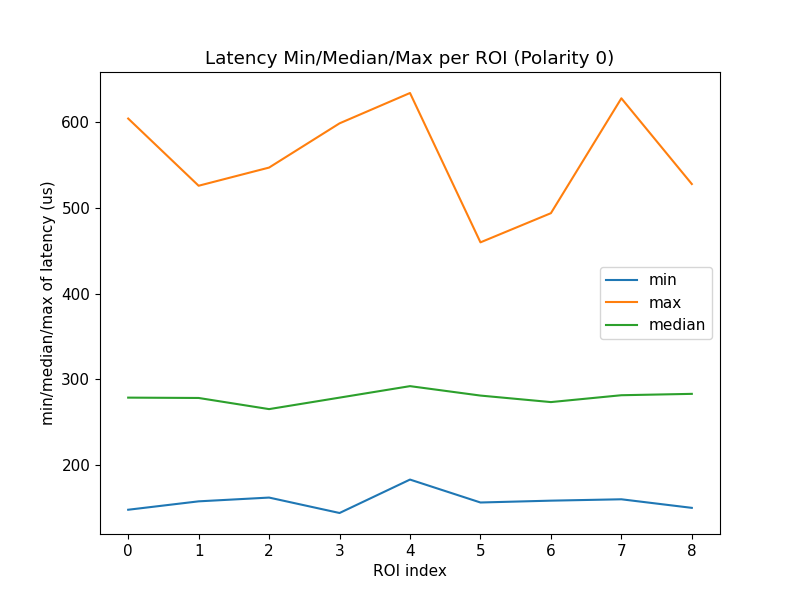 Latency Min/Median/Max per ROI (Polarity 0)
min/median/max of latency (us)
600
500
400
300
200
min
max
median
0 1 2 3 4 5 6 7 8
ROI index